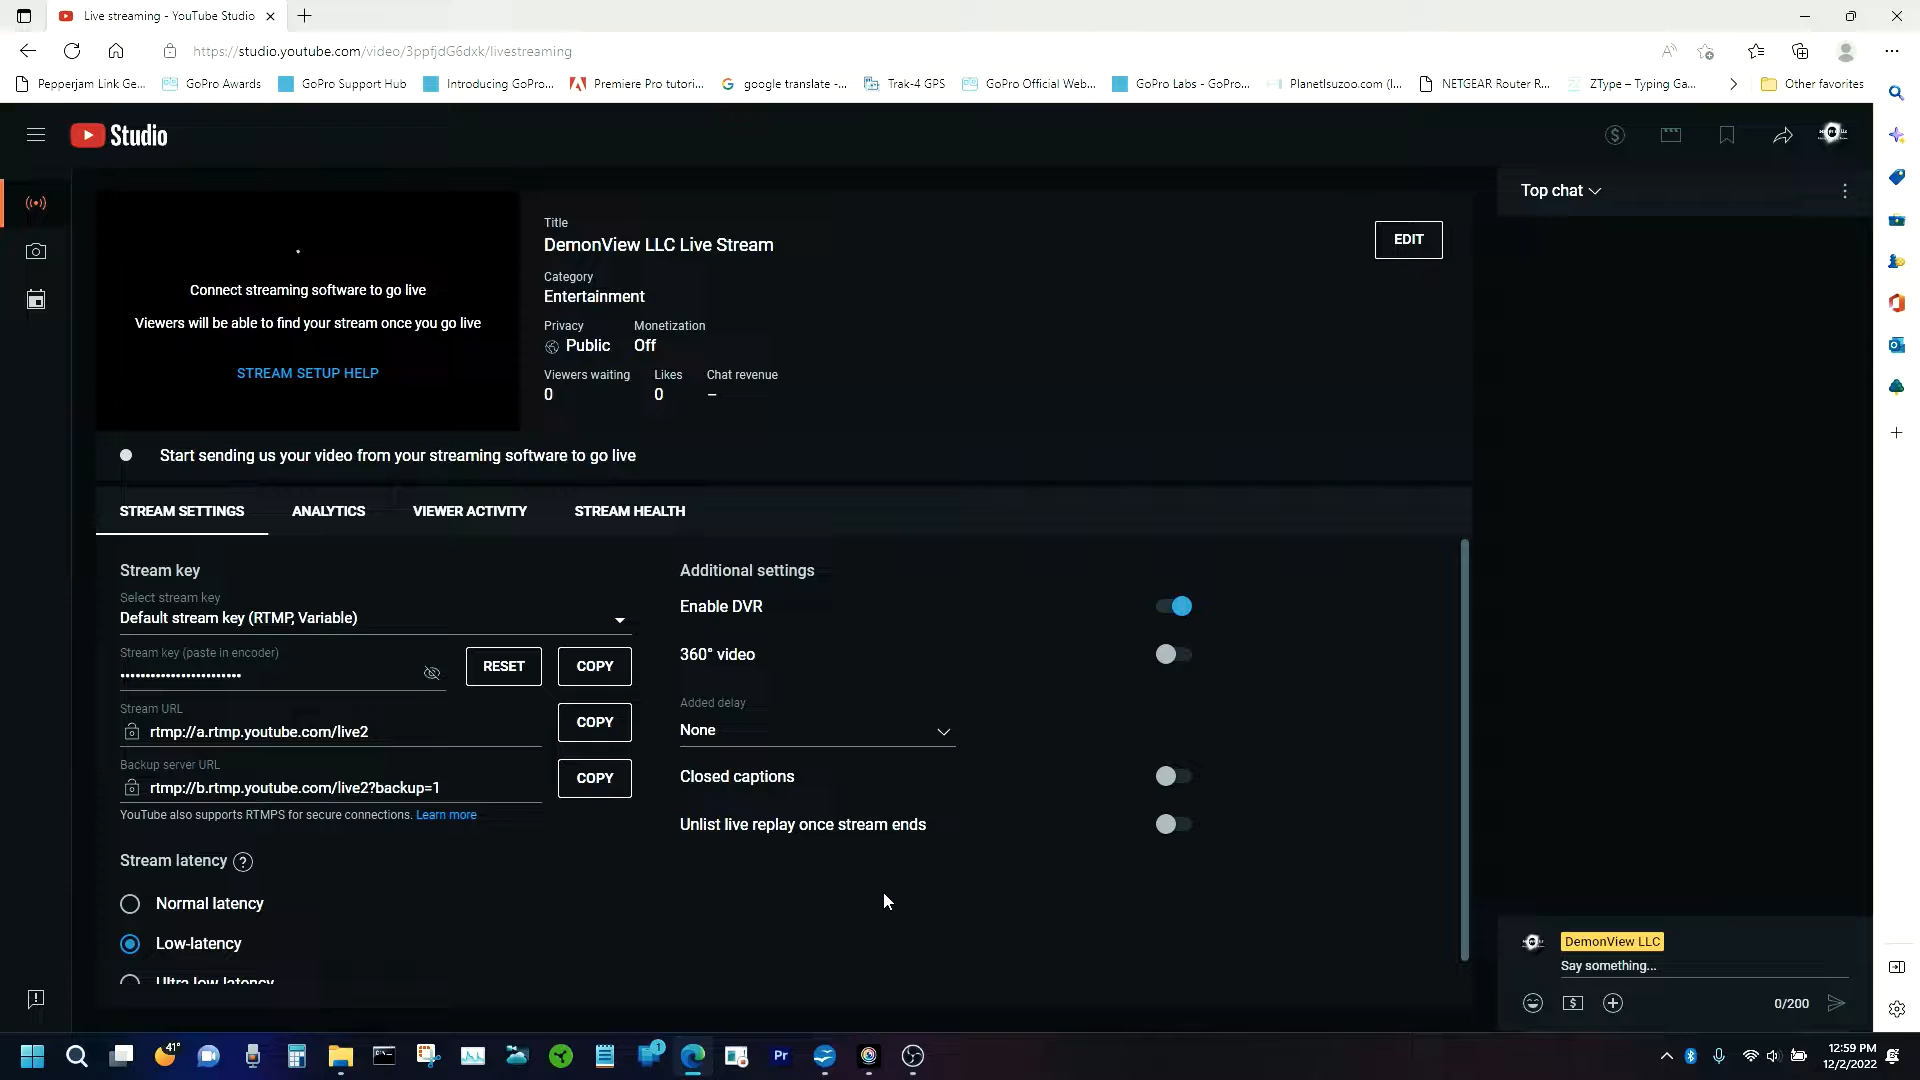 Live streaming - YouTube Studio
https://studio.youtube.com/video/3ppfjdG6dxk/livestreaming
Pepperjam Link Ge...
GoPro Awards
GoPro Support Hub
Introducing GoPro...
Premiere Pro tutori...
google translate -...
Trak-4 GPS
GoPro Official Web...
GoPro Labs - GoPro...
PlanetIsuzoo.com (I...
NETGEAR Router R...
ZType – Typing Ga...
Other favorites
Studio
Top chat
Connect streaming software to go live
Viewers will be able to find your stream once you go live
STREAM SETUP HELP
Title
DemonView LLC Live Stream
EDIT
Category
Entertainment
Privacy Monetization
Public Off
Viewers waiting Likes Chat revenue
0 0 –
Start sending us your video from your streaming software to go live
STREAM SETTINGS ANALYTICS VIEWER ACTIVITY STREAM HEALTH
Stream key
Select stream key
Default stream key (RTMP, Variable)
Stream key (paste in encoder)
••••••••••••••••••••••••
RESET COPY
Stream URL
rtmp://a.rtmp.youtube.com/live2
COPY
Backup server URL
rtmp://b.rtmp.youtube.com/live2?backup=1
COPY
YouTube also supports RTMPS for secure connections. Learn more
Stream latency ?
Normal latency
Low-latency
Ultra low-latency
Additional settings
Enable DVR
360° video
Added delay
None
Closed captions
Unlist live replay once stream ends
DemonView LLC
Say something...
0/200
41°
1
Pr
12:59 PM
12/2/2022